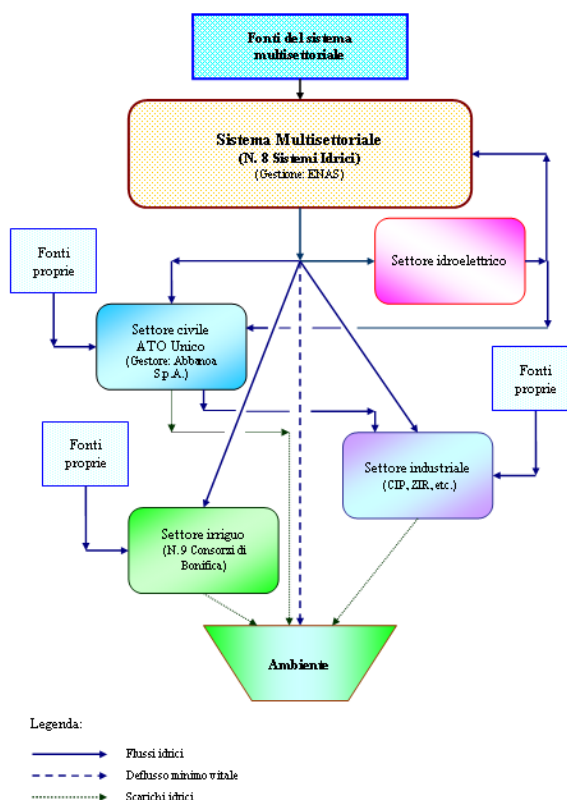 Fonti del sistema
multisettoriale
Sistema Multisettoriale
(N. 8 Sistemi Idrici)
(Gestione: ENAS)
Fonti
proprie
Settore idroelettrico
Settore civile
ATO Unico
(Gestore: Abbanoa
S.p.A.)
Fonti
proprie
Fonti
proprie
Settore industriale
(CIP, ZIR, etc.)
Settore irriguo
(N.9 Consorzi di
Bonifica)
Ambiente
Legenda:
Flussi idrici
Deflusso minimo vitale
Scarichi idrici